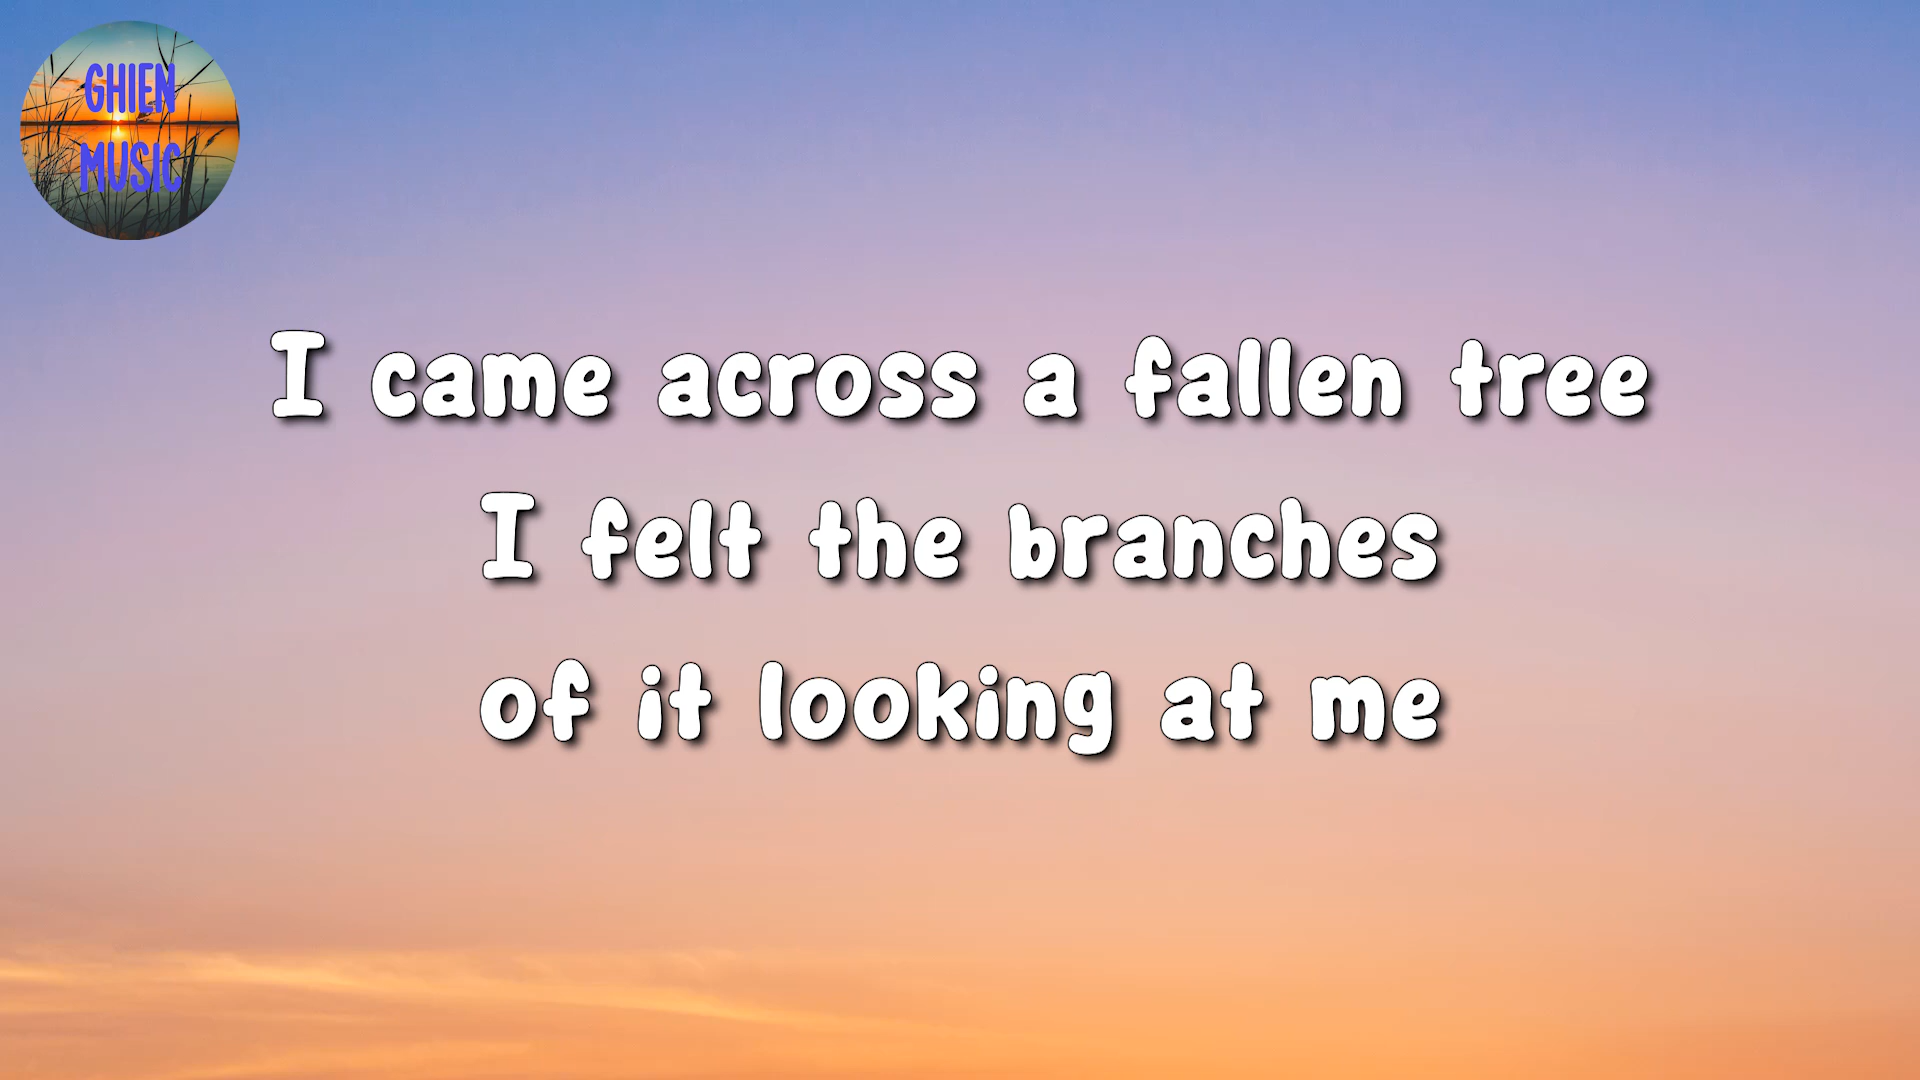 GHIEN
MUSIC
I came across a fallen tree
I felt the branches
of it looking at me